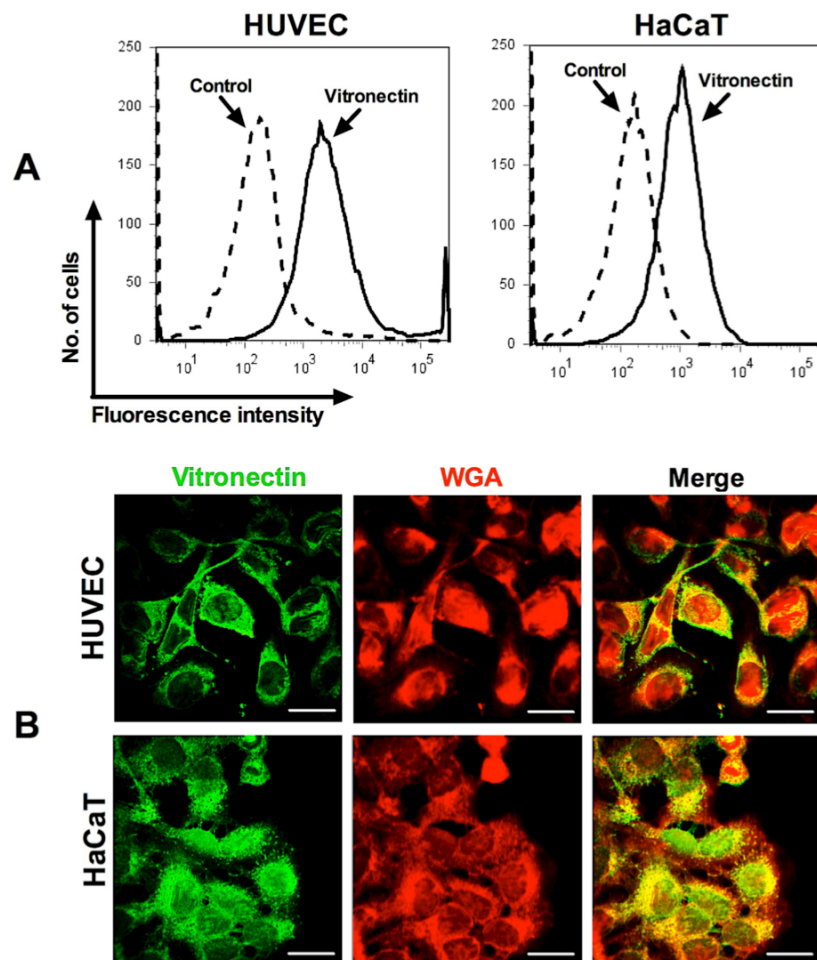 HUVEC
HaCaT
A
250
200
150
100
50
0
Control
Vitronectin
10¹ 10² 10³ 10⁴ 10⁵
250
200
150
100
50
0
Control
Vitronectin
10¹ 10² 10³ 10⁴ 10⁵
No. of cells
Fluorescence intensity
Vitronectin WGA Merge
HUVEC
B
HaCaT